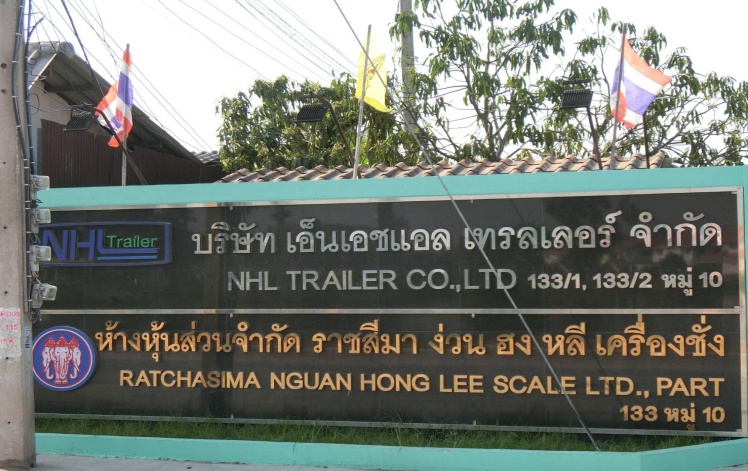 NHL Trailer
บริษัท เอ็นเอชแอล เทรลเลอร์ จำกัด
NHL TRAILER CO.,LTD 133/1, 133/2 หมู่ 10
ห้างหุ้นส่วนจำกัด ราชสีมา ง่วน ฮง หลี เครื่องชั่ง
RATCHASIMA NGUAN HONG LEE SCALE LTD., PART
133 หมู่ 10